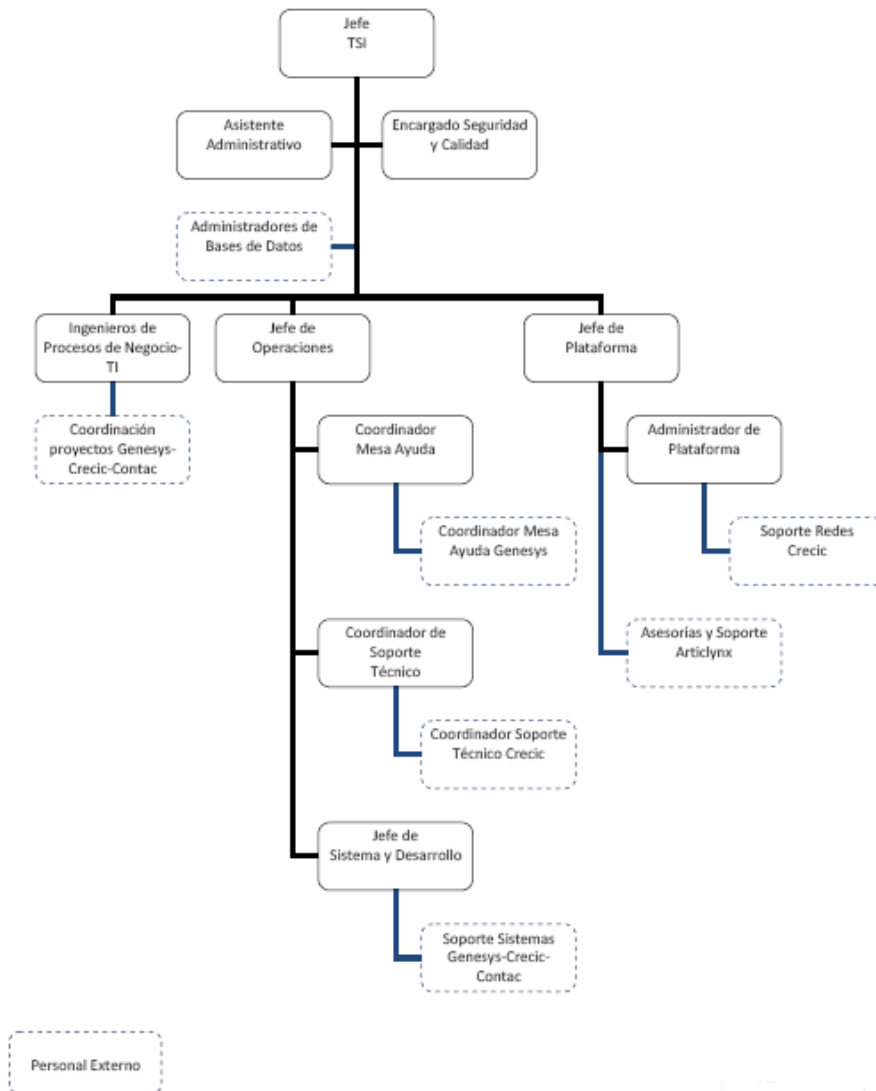 Jefe
TSI
Asistente
Administrativo
Encargado Seguridad
y Calidad
Administradores de
Bases de Datos
Ingenieros de
Procesos de Negocio-
TI
Jefe de
Operaciones
Jefe de
Plataforma
Coordinación
proyectos Genesys-
Crecic-Contac
Coordinador
Mesa Ayuda
Administrador de
Plataforma
Coordinador Mesa
Ayuda Genesys
Soporte Redes
Crecic
Coordinador de
Soporte
Técnico
Asesorias y Soporte
Articlynx
Coordinador Soporte
Técnico Crecic
Jefe de
Sistema y Desarrollo
Soporte Sistemas
Genesys-Crecic-
Contac
Personal Externo